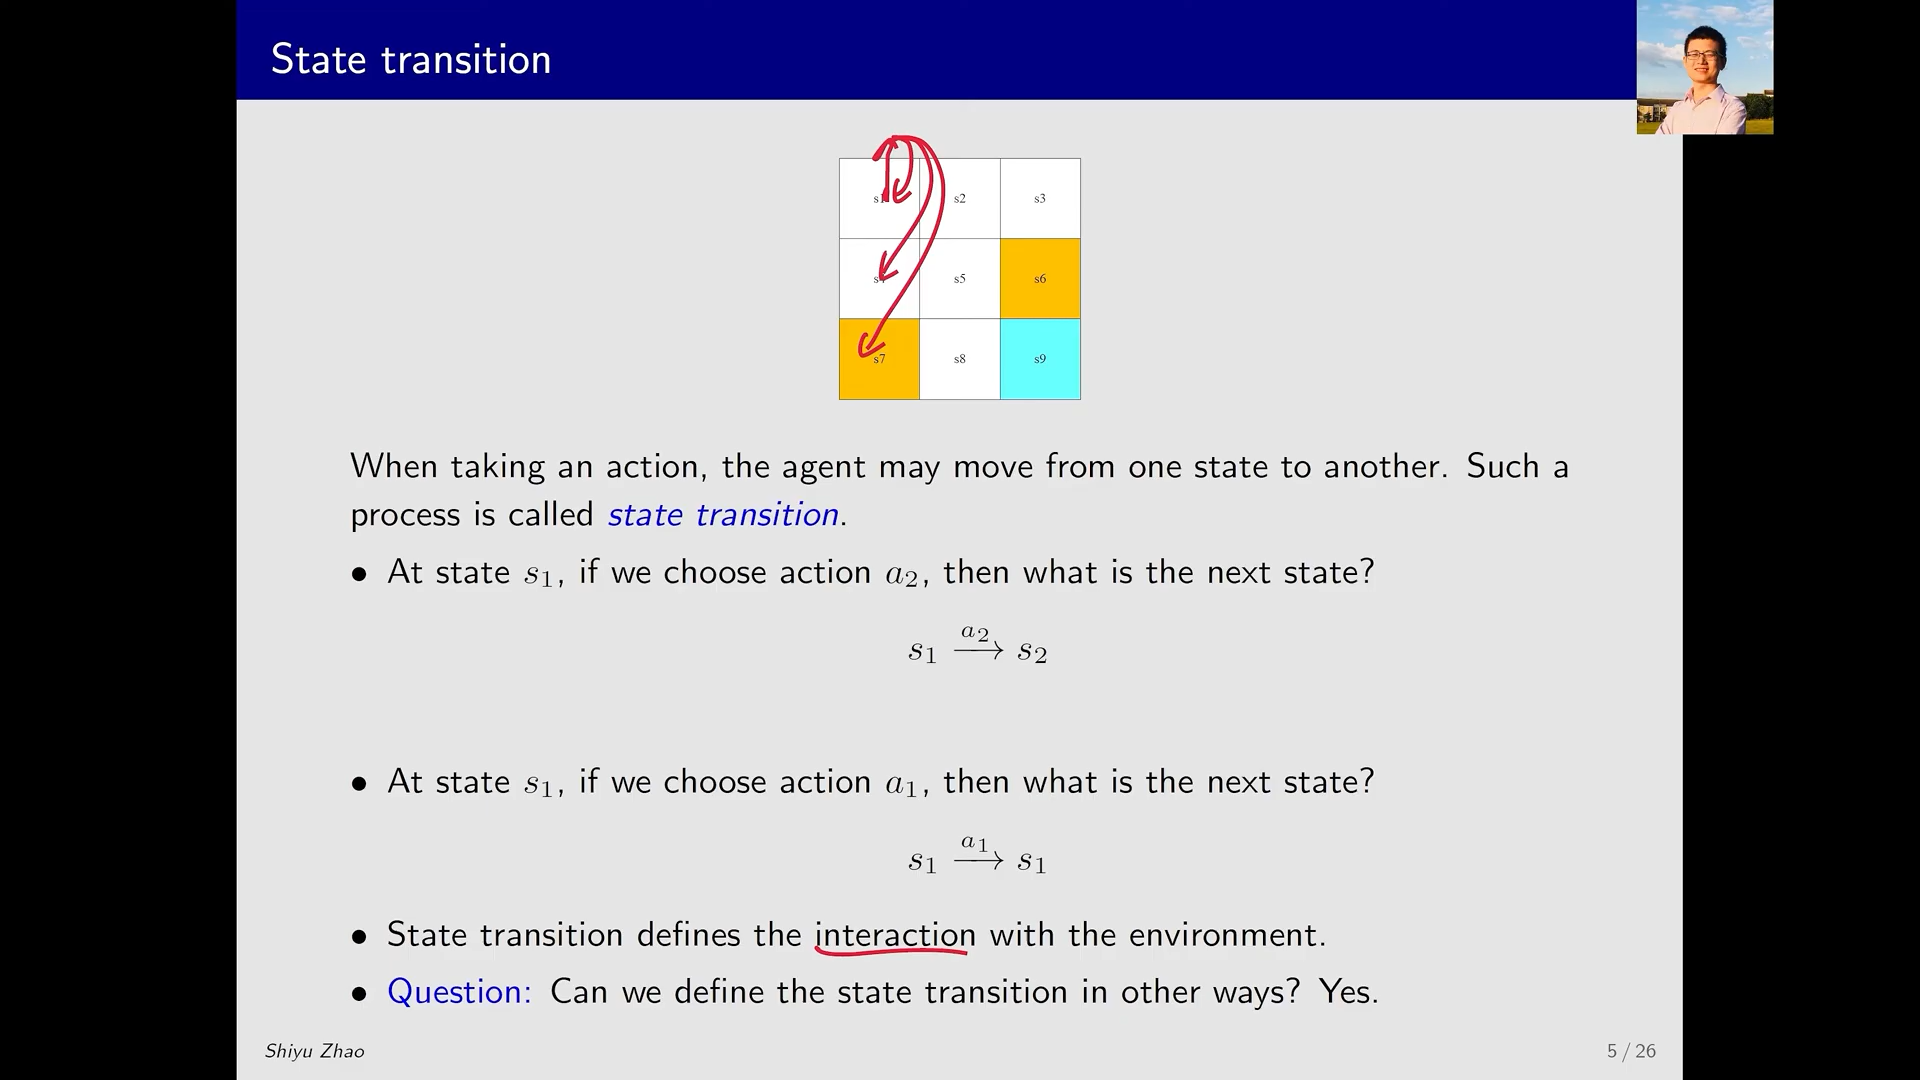 State transition
s1 s2 s3
s4 s5 s6
s7 s8 s9
When taking an action, the agent may move from one state to another. Such a
process is called state transition.
• At state s₁, if we choose action a₂, then what is the next state?
a₂
s₁ ⟶ s₂
• At state s₁, if we choose action a₁, then what is the next state?
a₁
s₁ ⟶ s₁
• State transition defines the interaction with the environment.
• Question: Can we define the state transition in other ways? Yes.
Shiyu Zhao
5 / 26